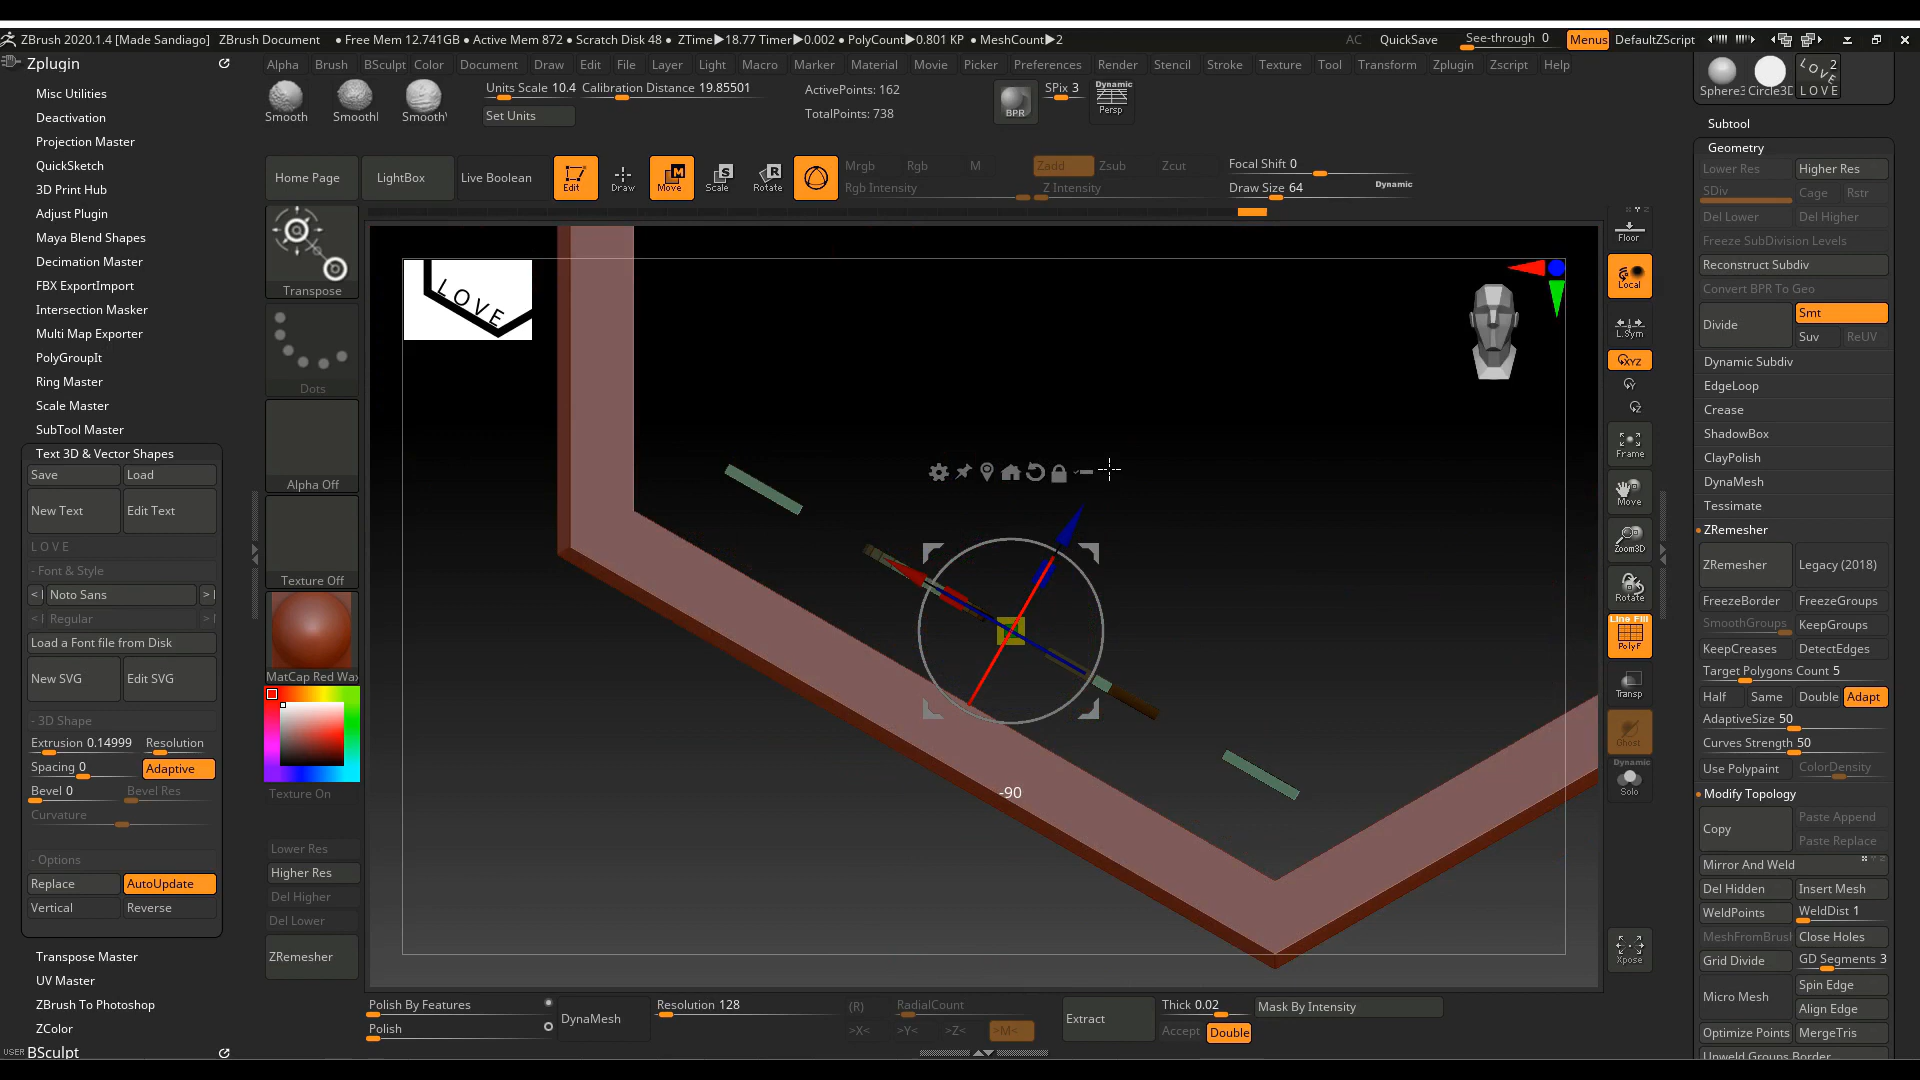 ZBrush 2020.1.4 [Made Sandiago] ZBrush Document ● Free Mem 12.741GB ● Active Mem 872 ● Scratch Disk 48 ● ZTime▶18.77 Timer▶0.002 ● PolyCount▶0.801 KP ● MeshCount▶2 AC QuickSave See-through 0 Menus DefaultZScript
Zplugin
Alpha Brush BSculpt Color Document Draw Edit File Layer Light Macro Marker Material Movie Picker Preferences Render Stencil Stroke Texture Tool Transform Zplugin Zscript Help
Misc Utilities
Deactivation
Projection Master
QuickSketch
3D Print Hub
Adjust Plugin
Maya Blend Shapes
Decimation Master
FBX ExportImport
Intersection Masker
Multi Map Exporter
PolyGroupIt
Ring Master
Scale Master
SubTool Master
Text 3D & Vector Shapes
Save Load
New Text Edit Text
L O V E
- Font & Style
< Noto Sans >
< Regular >
Load a Font file from Disk
New SVG Edit SVG
- 3D Shape
Extrusion 0.14999 Resolution
Spacing 0 Adaptive
Bevel 0 Bevel Res
Curvature
- Options
Replace AutoUpdate
Vertical Reverse
Transpose Master
UV Master
ZBrush To Photoshop
ZColor
USER BSculpt
Smooth
Units Scale 10.4 Calibration Distance 19.85501
Set Units
ActivePoints: 162
TotalPoints: 738
BPR
SPix 3
Dynamic
Persp
Home Page LightBox Live Boolean
Edit Draw Move Scale Rotate
Mrgb Rgb M
Rgb Intensity
Zadd Zsub Zcut
Z Intensity
Focal Shift 0
Draw Size 64 Dynamic
Transpose
Dots
Alpha Off
Texture Off
MatCap Red Wax
Texture On
Lower Res
Higher Res
Del Higher
Del Lower
ZRemesher
L O V E
-90
Polish By Features
Polish
DynaMesh
Resolution 128
(R) RadialCount
>X< >Y< >Z< >M<
Extract
Thick 0.02
Accept Double
Mask By Intensity
Floor
Local
L.Sym
XYZ
Frame
Move
Zoom3D
Rotate
Line Fill
PolyF
Transp
Ghost
Dynamic
Solo
Xpose
2
L O V E
L O V E
Subtool
Geometry
Lower Res Higher Res
SDiv Cage Rstr
Del Lower Del Higher
Freeze SubDivision Levels
Reconstruct Subdiv
Convert BPR To Geo
Divide Smt
Suv ReUV
Dynamic Subdiv
EdgeLoop
Crease
ShadowBox
ClayPolish
DynaMesh
Tessimate
ZRemesher
ZRemesher Legacy (2018)
FreezeBorder FreezeGroups
SmoothGroups KeepGroups
KeepCreases DetectEdges
Target Polygons Count 5
Half Same Double Adapt
AdaptiveSize 50
Curves Strength 50
Use Polypaint ColorDensity
Modify Topology
Copy Paste Append
Paste Replace
Mirror And Weld
Del Hidden Insert Mesh
WeldPoints WeldDist 1
MeshFromBrush Close Holes
Grid Divide GD Segments 3
Micro Mesh Spin Edge
Align Edge
Optimize Points MergeTris
Unweld Groups Border